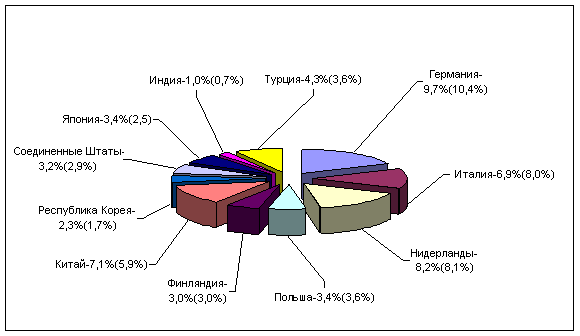 Индия-1,0%(0,7%)
Турция-4,3%(3,6%)
Германия-
9,7%(10,4%)
Япония-3,4%(2,5)
Соединенные Штаты-
3,2%(2,9%)
Италия-6,9%(8,0%)
Республика Корея-
2,3%(1,7%)
Нидерланды-
8,2%(8,1%)
Китай-7,1%(5,9%)
Финляндия-
3,0%(3,0%)
Польша-3,4%(3,6%)